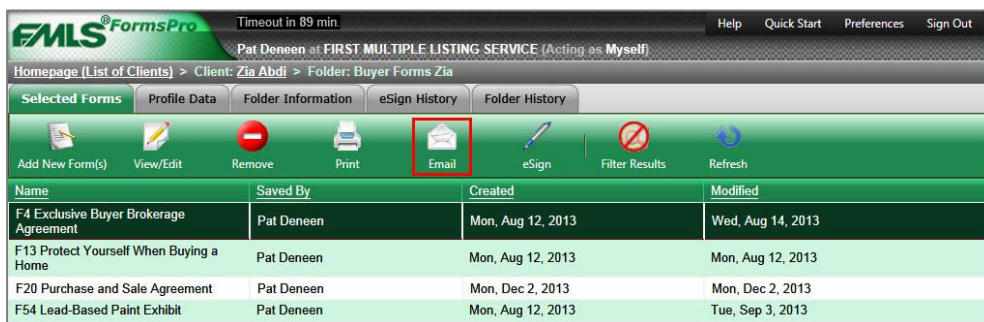 FMLS® FormsPro
Timeout in 89 min.
Help Quick Start Preferences Sign Out
Pat Deneen at FIRST MULTIPLE LISTING SERVICE (Acting as Myself)
Homepage (List of Clients) > Client: Zia Abdi > Folder: Buyer Forms Zia
Selected Forms Profile Data Folder Information eSign History Folder History
Add New Form(s) View/Edit Remove Print Email eSign Filter Results Refresh
Name Saved By Created Modified
F4 Exclusive Buyer Brokerage
Agreement Pat Deneen Mon, Aug 12, 2013 Wed, Aug 14, 2013
F13 Protect Yourself When Buying a
Home Pat Deneen Mon, Aug 12, 2013 Mon, Aug 12, 2013
F20 Purchase and Sale Agreement Pat Deneen Mon, Dec 2, 2013 Mon, Dec 2, 2013
F54 Lead-Based Paint Exhibit Pat Deneen Mon, Aug 12, 2013 Tue, Sep 3, 2013